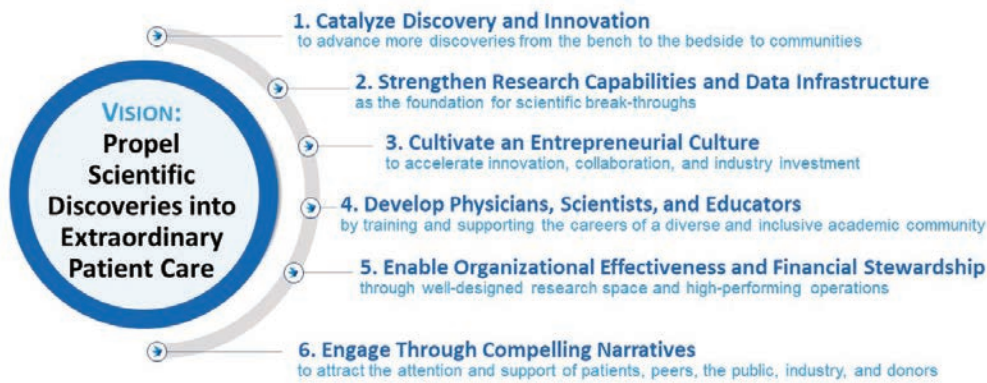 VISION:
Propel
Scientific
Discoveries into
Extraordinary
Patient Care
1. Catalyze Discovery and Innovation
to advance more discoveries from the bench to the bedside to communities
2. Strengthen Research Capabilities and Data Infrastructure
as the foundation for scientific break-throughs
3. Cultivate an Entrepreneurial Culture
to accelerate innovation, collaboration, and industry investment
4. Develop Physicians, Scientists, and Educators
by training and supporting the careers of a diverse and inclusive academic community
5. Enable Organizational Effectiveness and Financial Stewardship
through well-designed research space and high-performing operations
6. Engage Through Compelling Narratives
to attract the attention and support of patients, peers, the public, industry, and donors